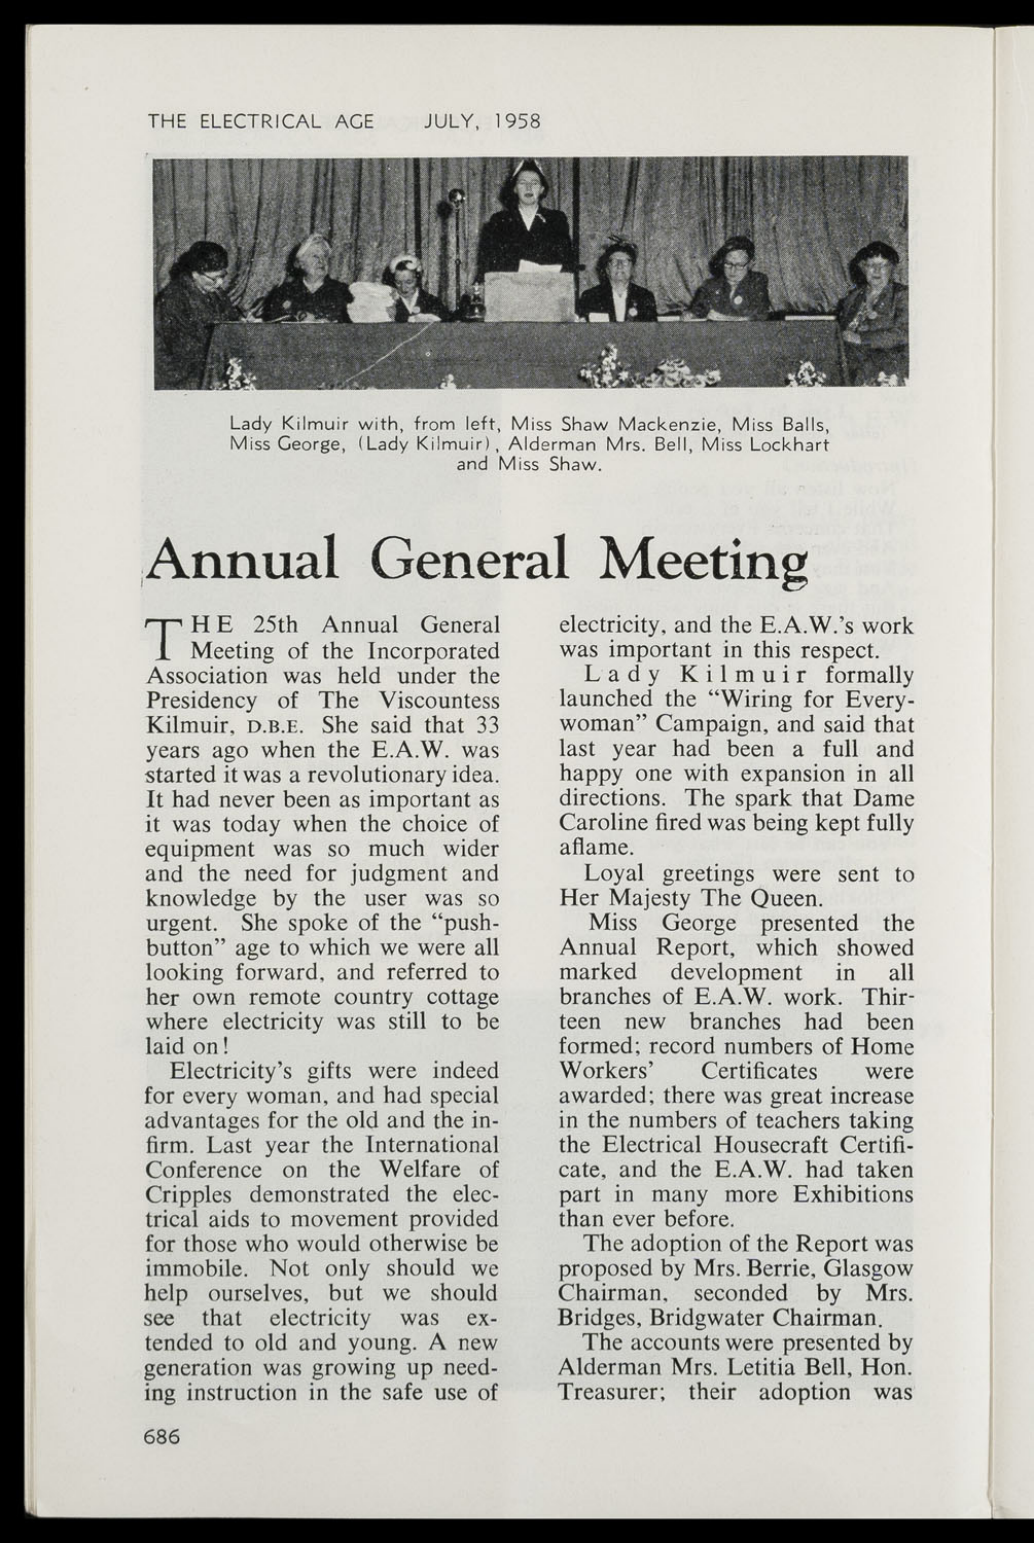 THE ELECTRICAL AGE JULY, 1958
Lady Kilmuir with, from left, Miss Shaw Mackenzie, Miss Balls,
Miss George, (Lady Kilmuir), Alderman Mrs. Bell, Miss Lockhart
and Miss Shaw.
Annual General Meeting
THE 25th Annual General
Meeting of the Incorporated
Association was held under the
Presidency of The Viscountess
Kilmuir, D.B.E. She said that 33
years ago when the E.A.W. was
started it was a revolutionary idea.
It had never been as important as
it was today when the choice of
equipment was so much wider
and the need for judgment and
knowledge by the user was so
urgent. She spoke of the "push-
button" age to which we were all
looking forward, and referred to
her own remote country cottage
where electricity was still to be
laid on!
Electricity's gifts were indeed
for every woman, and had special
advantages for the old and the in-
firm. Last year the International
Conference on the Welfare of
Cripples demonstrated the elec-
trical aids to movement provided
for those who would otherwise be
immobile. Not only should we
help ourselves, but we should
see that electricity was ex-
tended to old and young. A new
generation was growing up need-
ing instruction in the safe use of
electricity, and the E.A.W.'s work
was important in this respect.
Lady Kilmuir formally
launched the "Wiring for Every-
woman" Campaign, and said that
last year had been a full and
happy one with expansion in all
directions. The spark that Dame
Caroline fired was being kept fully
aflame.
Loyal greetings were sent to
Her Majesty The Queen.
Miss George presented the
Annual Report, which showed
marked development in all
branches of E.A.W. work. Thir-
teen new branches had been
formed; record numbers of Home
Workers' Certificates were
awarded; there was great increase
in the numbers of teachers taking
the Electrical Housecraft Certifi-
cate, and the E.A.W. had taken
part in many more Exhibitions
than ever before.
The adoption of the Report was
proposed by Mrs. Berrie, Glasgow
Chairman, seconded by Mrs.
Bridges, Bridgwater Chairman.
The accounts were presented by
Alderman Mrs. Letitia Bell, Hon.
Treasurer; their adoption was
686